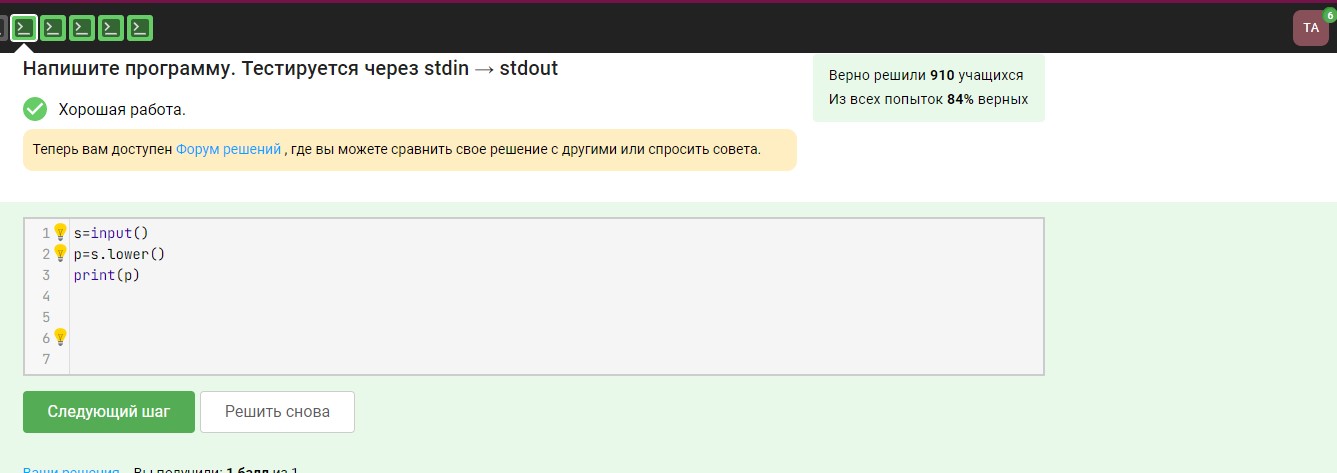 TA
6
Напишите программу. Тестируется через stdin → stdout
Верно решили 910 учащихся
Из всех попыток 84% верных
Хорошая работа.
Теперь вам доступен Форум решений , где вы можете сравнить свое решение с другими или спросить совета.
1 s=input()
2 p=s.lower()
3 print(p)
4
5
6
7
Следующий шаг
Решить снова
Ваши решения Вы получили: 1 балл из 1